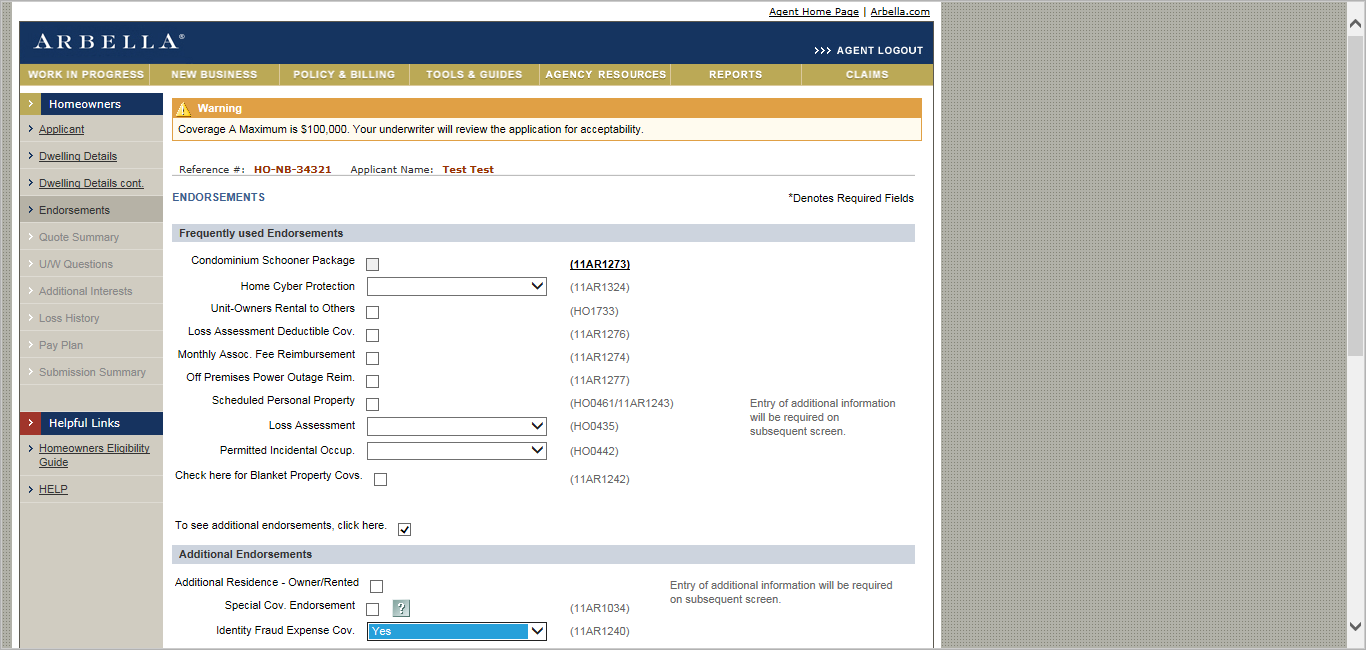 Agent Home Page | Arbella.com
ARBELLA®
>>> AGENT LOGOUT
WORK IN PROGRESS NEW BUSINESS POLICY & BILLING TOOLS & GUIDES AGENCY RESOURCES REPORTS CLAIMS
Homeowners
Applicant
Dwelling Details
Dwelling Details cont.
Endorsements
Quote Summary
U/W Questions
Additional Interests
Loss History
Pay Plan
Submission Summary
Helpful Links
Homeowners Eligibility
Guide
HELP
Warning
Coverage A Maximum is $100,000. Your underwriter will review the application for acceptability.
Reference #: HO-NB-34321 Applicant Name: Test Test
ENDORSEMENTS *Denotes Required Fields
Frequently used Endorsements
Condominium Schooner Package (11AR1273)
Home Cyber Protection (11AR1324)
Unit-Owners Rental to Others (HO1733)
Loss Assessment Deductible Cov. (11AR1276)
Monthly Assoc. Fee Reimbursement (11AR1274)
Off Premises Power Outage Reim. (11AR1277)
Scheduled Personal Property (HO0461/11AR1243) Entry of additional information
will be required on
subsequent screen.
Loss Assessment (HO0435)
Permitted Incidental Occup. (HO0442)
Check here for Blanket Property Covs. (11AR1242)
To see additional endorsements, click here.
Additional Endorsements
Additional Residence - Owner/Rented Entry of additional information will be required
on subsequent screen.
Special Cov. Endorsement ? (11AR1034)
Identity Fraud Expense Cov. Yes (11AR1240)